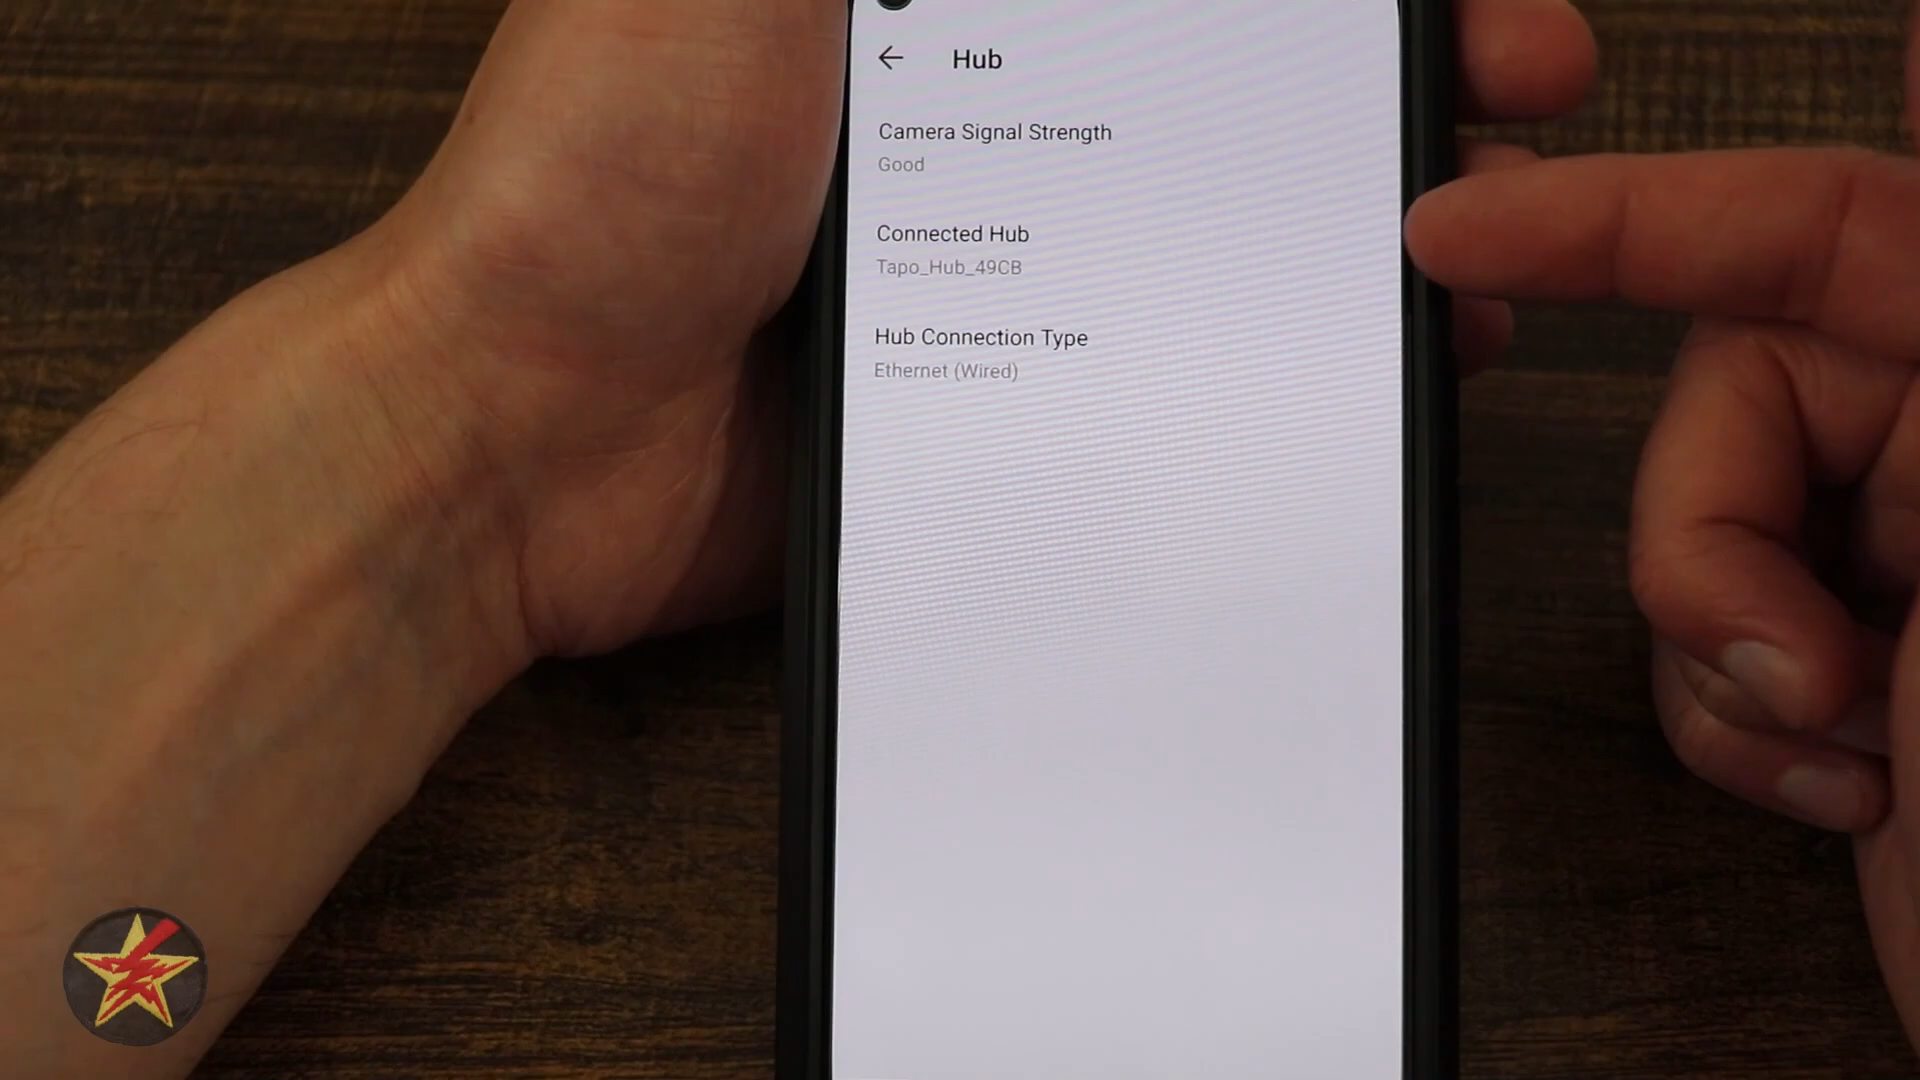 Hub
Camera Signal Strength
Good
Connected Hub
Tapo_Hub_49CB
Hub Connection Type
Ethernet (Wired)